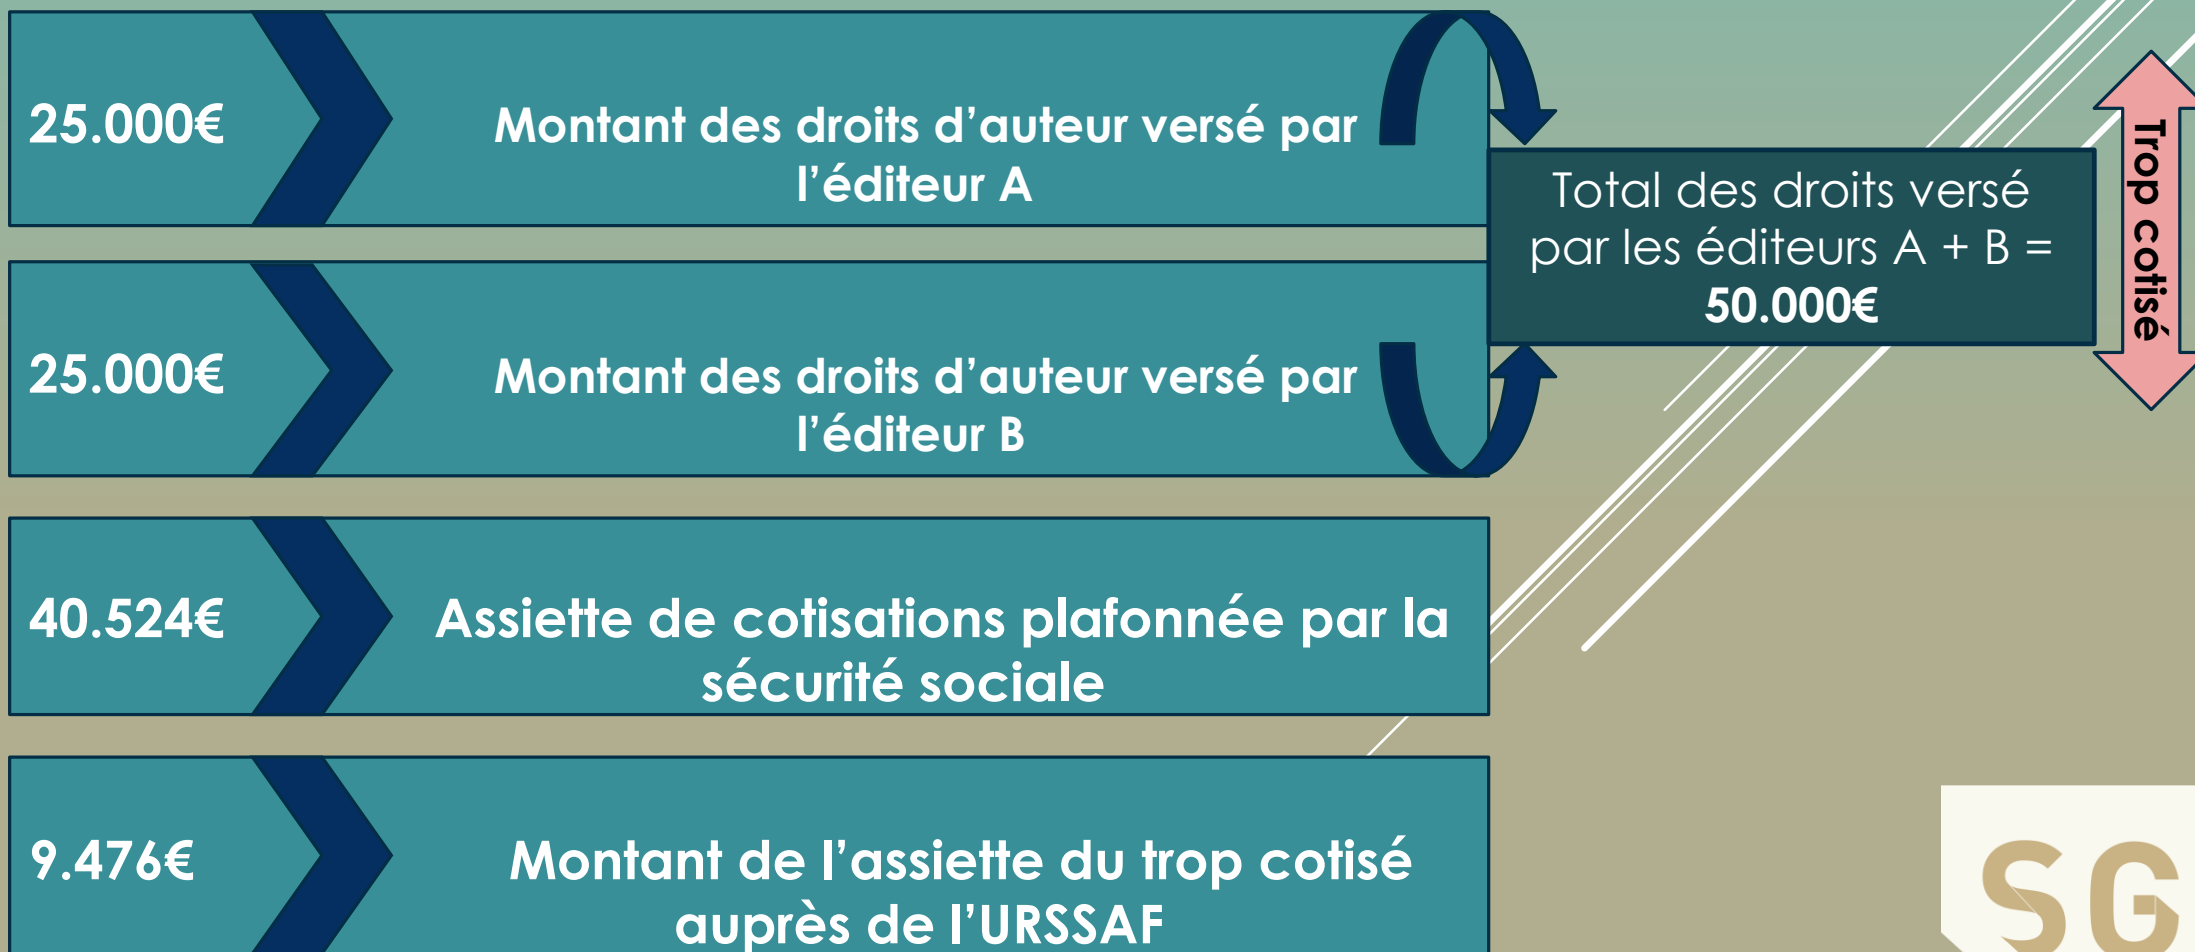 25.000€
Montant des droits d’auteur versé par
l’éditeur A
Total des droits versé
par les éditeurs A + B =
50.000€
Trop cotisé
25.000€
Montant des droits d’auteur versé par
l’éditeur B
40.524€
Assiette de cotisations plafonnée par la
sécurité sociale
9.476€
Montant de l’assiette du trop cotisé
auprès de l’URSSAF
SG